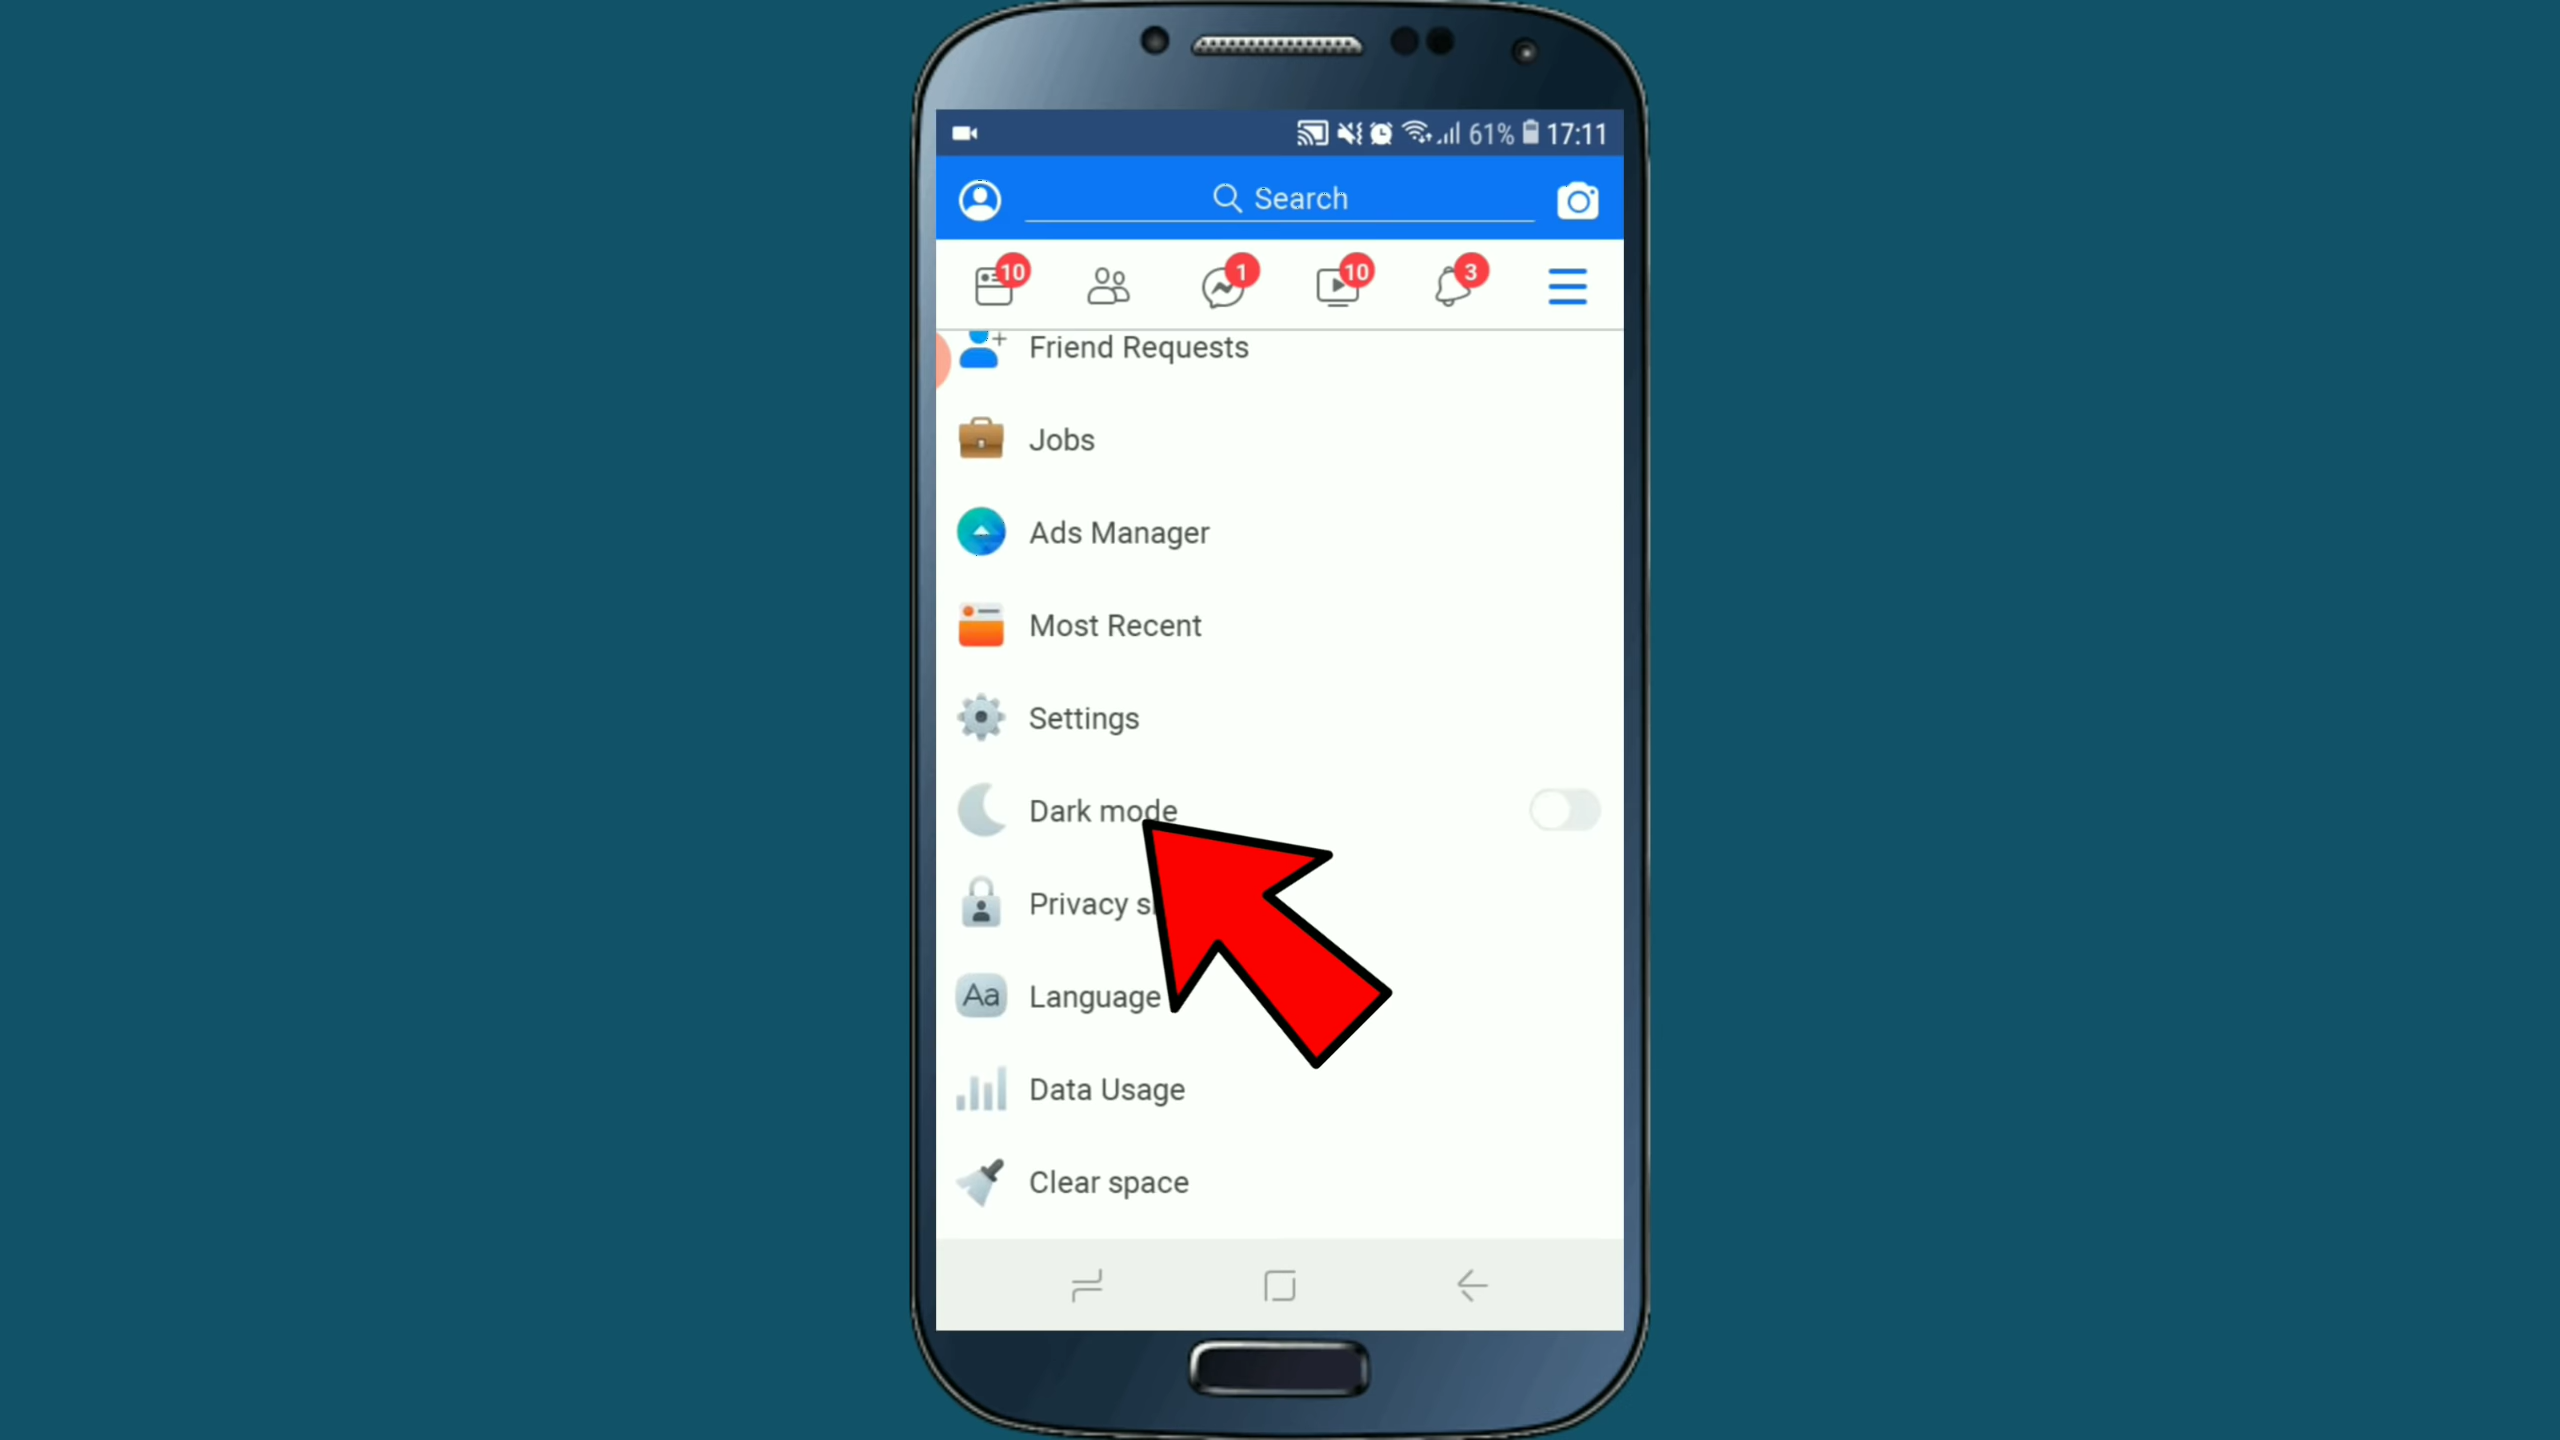 61% 17:11
Search
10 1 10 3
Friend Requests
Jobs
Ads Manager
Most Recent
Settings
Dark mode
Privacy
Aa Language
Data Usage
Clear space